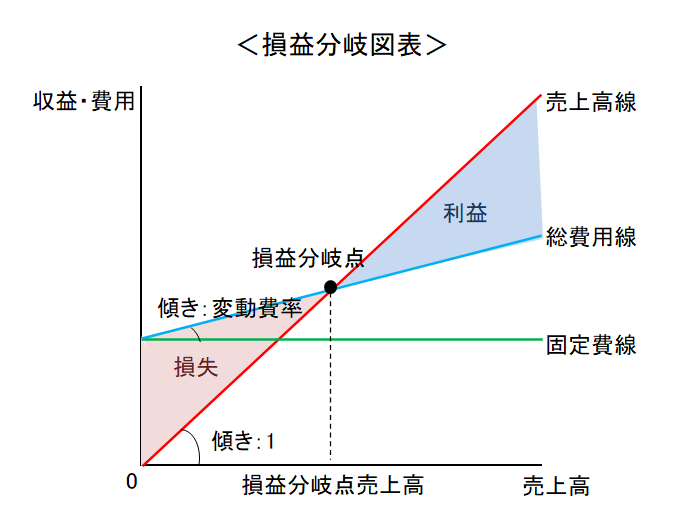 ＜損益分岐図表＞
収益・費用
売上高線
利益
総費用線
損益分岐点
傾き：変動費率
固定費線
損失
傾き：1
0
損益分岐点売上高
売上高